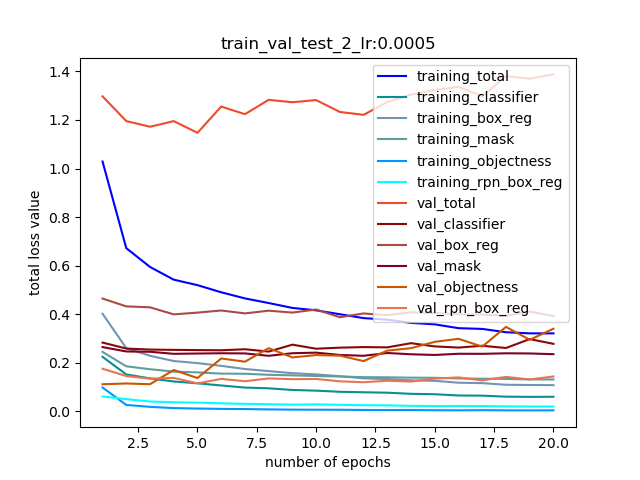 train_val_test_2_lr:0.0005
total loss value
1.4
1.2
1.0
0.8
0.6
0.4
0.2
0.0
training_total
training_classifier
training_box_reg
training_mask
training_objectness
training_rpn_box_reg
val_total
val_classifier
val_box_reg
val_mask
val_objectness
val_rpn_box_reg
2.5 5.0 7.5 10.0 12.5 15.0 17.5 20.0
number of epochs